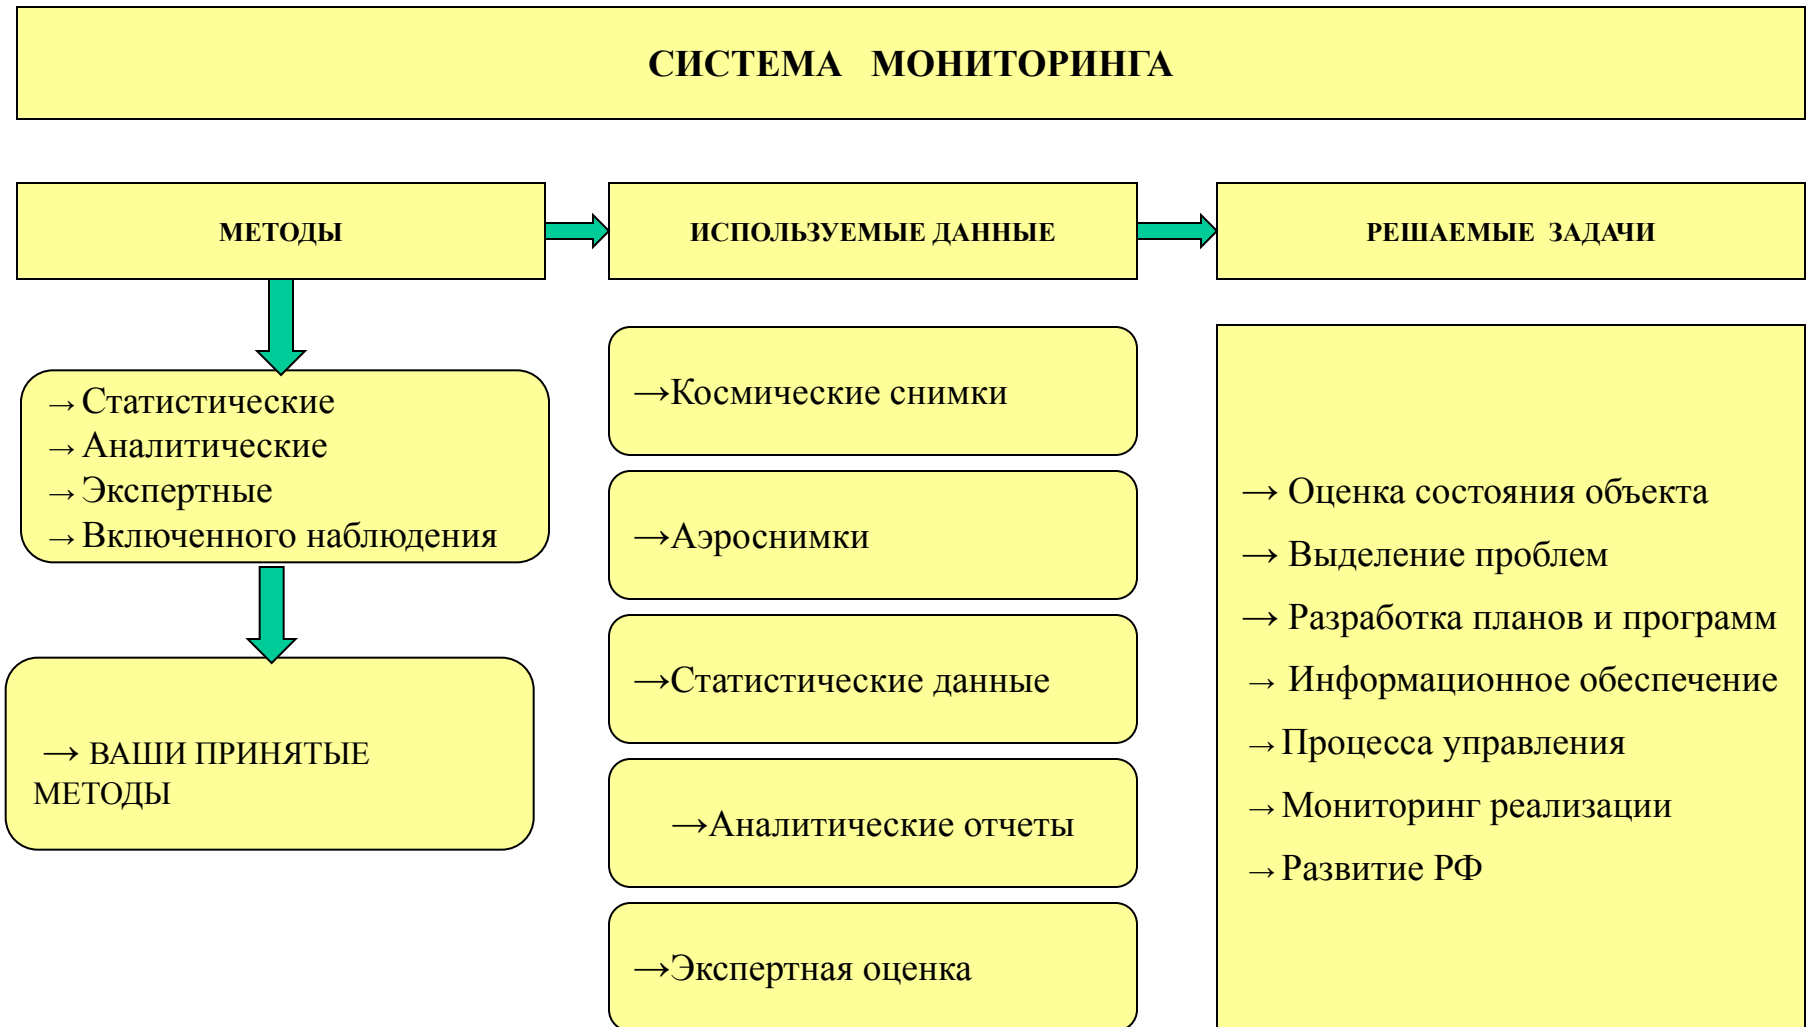 СИСТЕМА МОНИТОРИНГА
МЕТОДЫ
ИСПОЛЬЗУЕМЫЕ ДАННЫЕ
РЕШАЕМЫЕ ЗАДАЧИ
→ Статистические
→ Аналитические
→ Экспертные
→ Включенного наблюдения
→ ВАШИ ПРИНЯТЫЕ
МЕТОДЫ
→Космические снимки
→Аэроснимки
→Статистические данные
→Аналитические отчеты
→Экспертная оценка
→ Оценка состояния объекта
→ Выделение проблем
→ Разработка планов и программ
→ Информационное обеспечение
→ Процесса управления
→ Мониторинг реализации
→ Развитие РФ